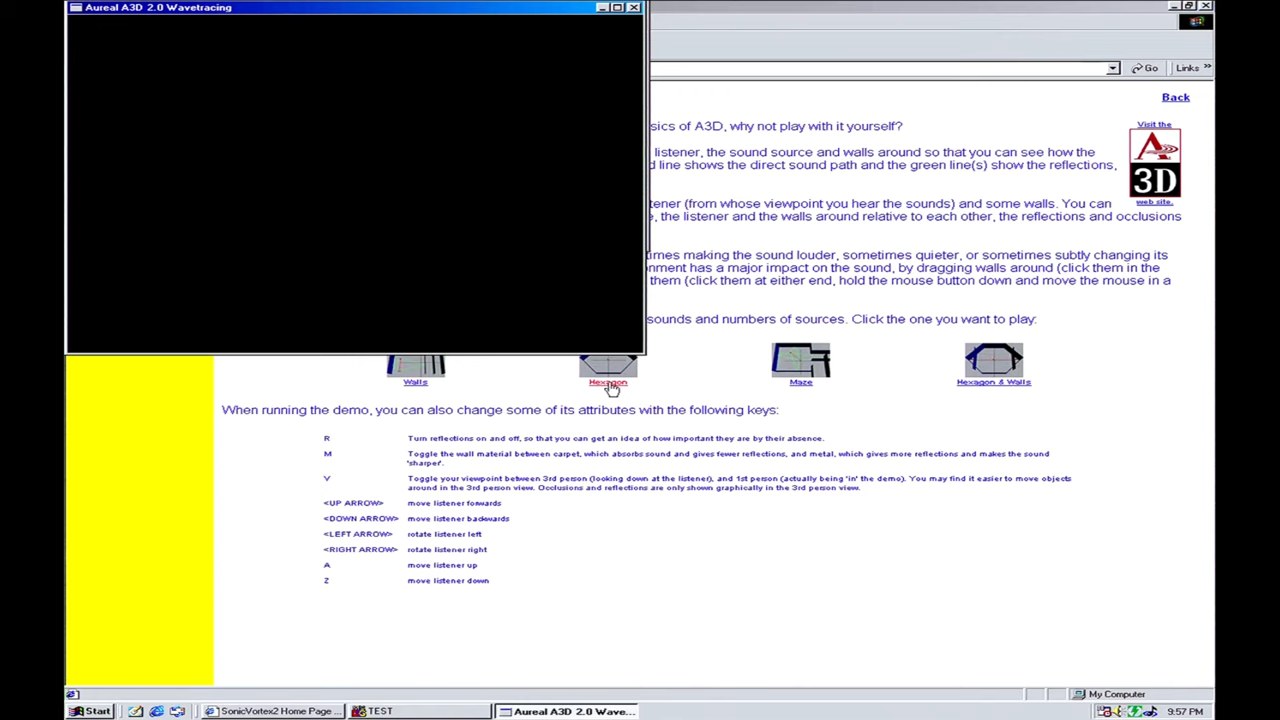 Aureal A3D 2.0 Wavetracing
Go
Links
Back
sics of A3D, why not play with it yourself?
Visit the
A
3D
web site.
listener, the sound source and walls around so that you can see how the
d line shows the direct sound path and the green line(s) show the reflections,
tener (from whose viewpoint you hear the sounds) and some walls. You can
e, the listener and the walls around relative to each other, the reflections and occlusions
times making the sound louder, sometimes quieter, or sometimes subtly changing its
onment has a major impact on the sound, by dragging walls around (click them in the
them (click them at either end, hold the mouse button down and move the mouse in a
sounds and numbers of sources. Click the one you want to play:
Walls
Hexagon
Maze
Hexagon & Walls
When running the demo, you can also change some of its attributes with the following keys:
R Turn reflections on and off, so that you can get an idea of how important they are by their absence.
M Toggle the wall material between carpet, which absorbs sound and gives fewer reflections, and metal, which gives more reflections and makes the sound
'sharper'.
V Toggle your viewpoint between 3rd person (looking down at the listener), and 1st person (actually being 'in' the demo). You may find it easier to move objects
around in the 3rd person view. Occlusions and reflections are only shown graphically in the 3rd person view.
<UP ARROW> move listener forwards
<DOWN ARROW> move listener backwards
<LEFT ARROW> rotate listener left
<RIGHT ARROW> rotate listener right
A move listener up
Z move listener down
My Computer
Start
SonicVortex2 Home Page ...
TEST
Aureal A3D 2.0 Wave...
9:57 PM